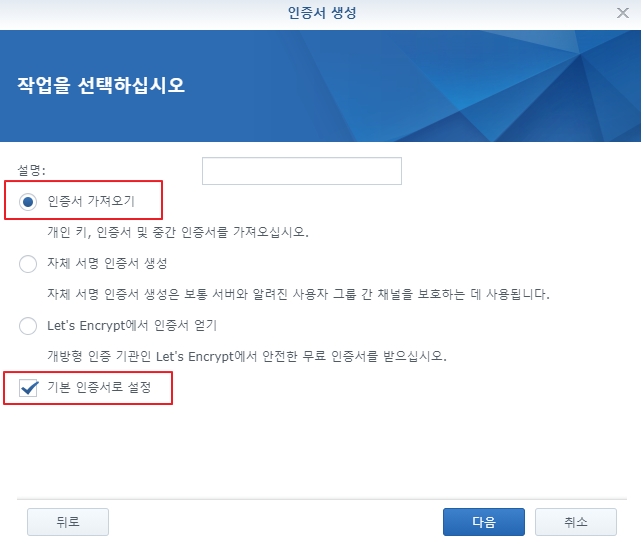 인증서 생성
작업을 선택하십시오
설명:
인증서 가져오기
개인 키, 인증서 및 중간 인증서를 가져오십시오.
자체 서명 인증서 생성
자체 서명 인증서 생성은 보통 서버와 알려진 사용자 그룹 간 채널을 보호하는 데 사용됩니다.
Let's Encrypt에서 인증서 얻기
개방형 인증 기관인 Let's Encrypt에서 안전한 무료 인증서를 받으십시오.
기본 인증서로 설정
뒤로 다음 취소